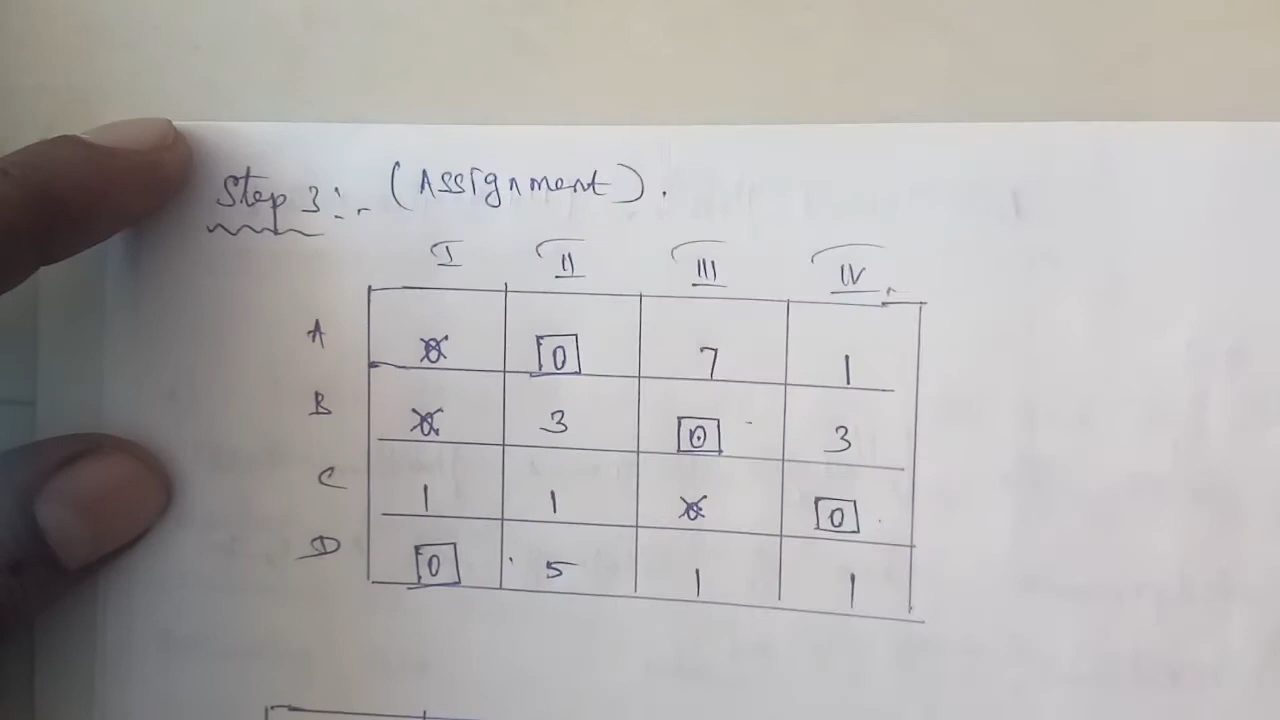 Step 3:- (Assignment).
I II III IV
A 0 0 7 1
B 0 3 0 3
C 1 1 0 0
D 0 5 1 1